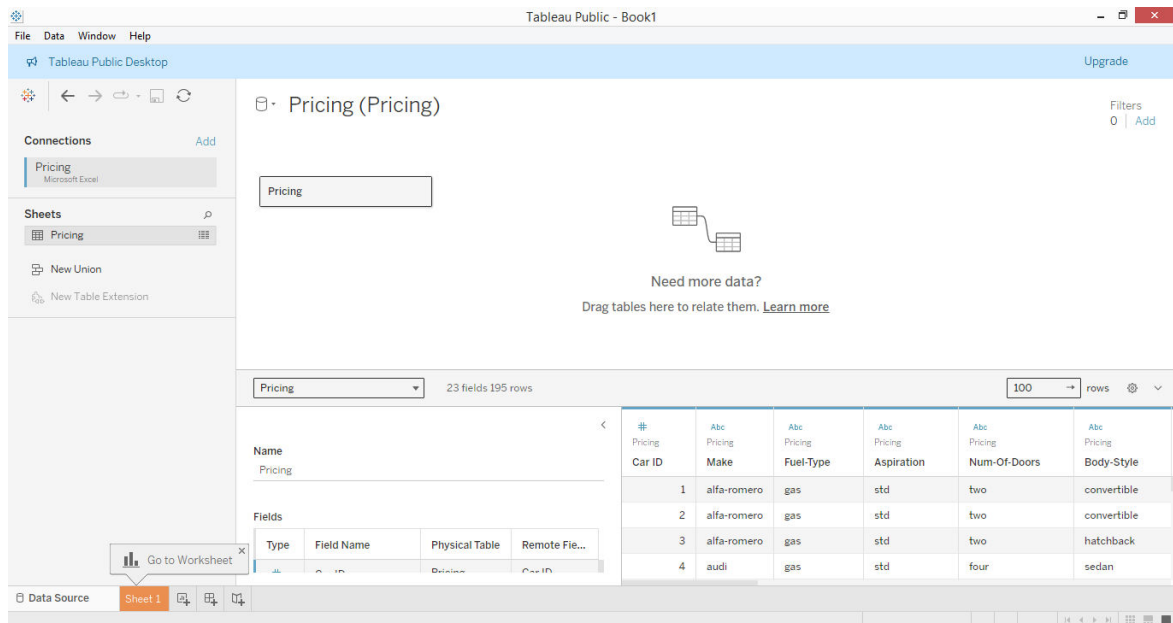 Tableau Public - Book1
File Data Window Help
Tableau Public Desktop Upgrade
Connections Add
Pricing
Microsoft Excel
Sheets
Pricing
New Union
New Table Extension
Pricing (Pricing)
Filters
0 Add
Pricing
Need more data?
Drag tables here to relate them. Learn more
Pricing 23 fields 195 rows 100 → rows
Name
Pricing
Fields
Type Field Name Physical Table Remote Fie...
# Car ID Pricing Car ID
# Abc Abc Abc Abc Abc
Pricing Pricing Pricing Pricing Pricing Pricing
Car ID Make Fuel-Type Aspiration Num-Of-Doors Body-Style
1 alfa-romero gas std two convertible
2 alfa-romero gas std two convertible
3 alfa-romero gas std two hatchback
4 audi gas std four sedan
Go to Worksheet
Data Source Sheet 1